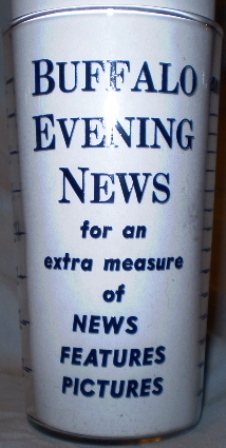 BUFFALO
EVENING
NEWS
for an
extra measure
of
NEWS
FEATURES
PICTURES